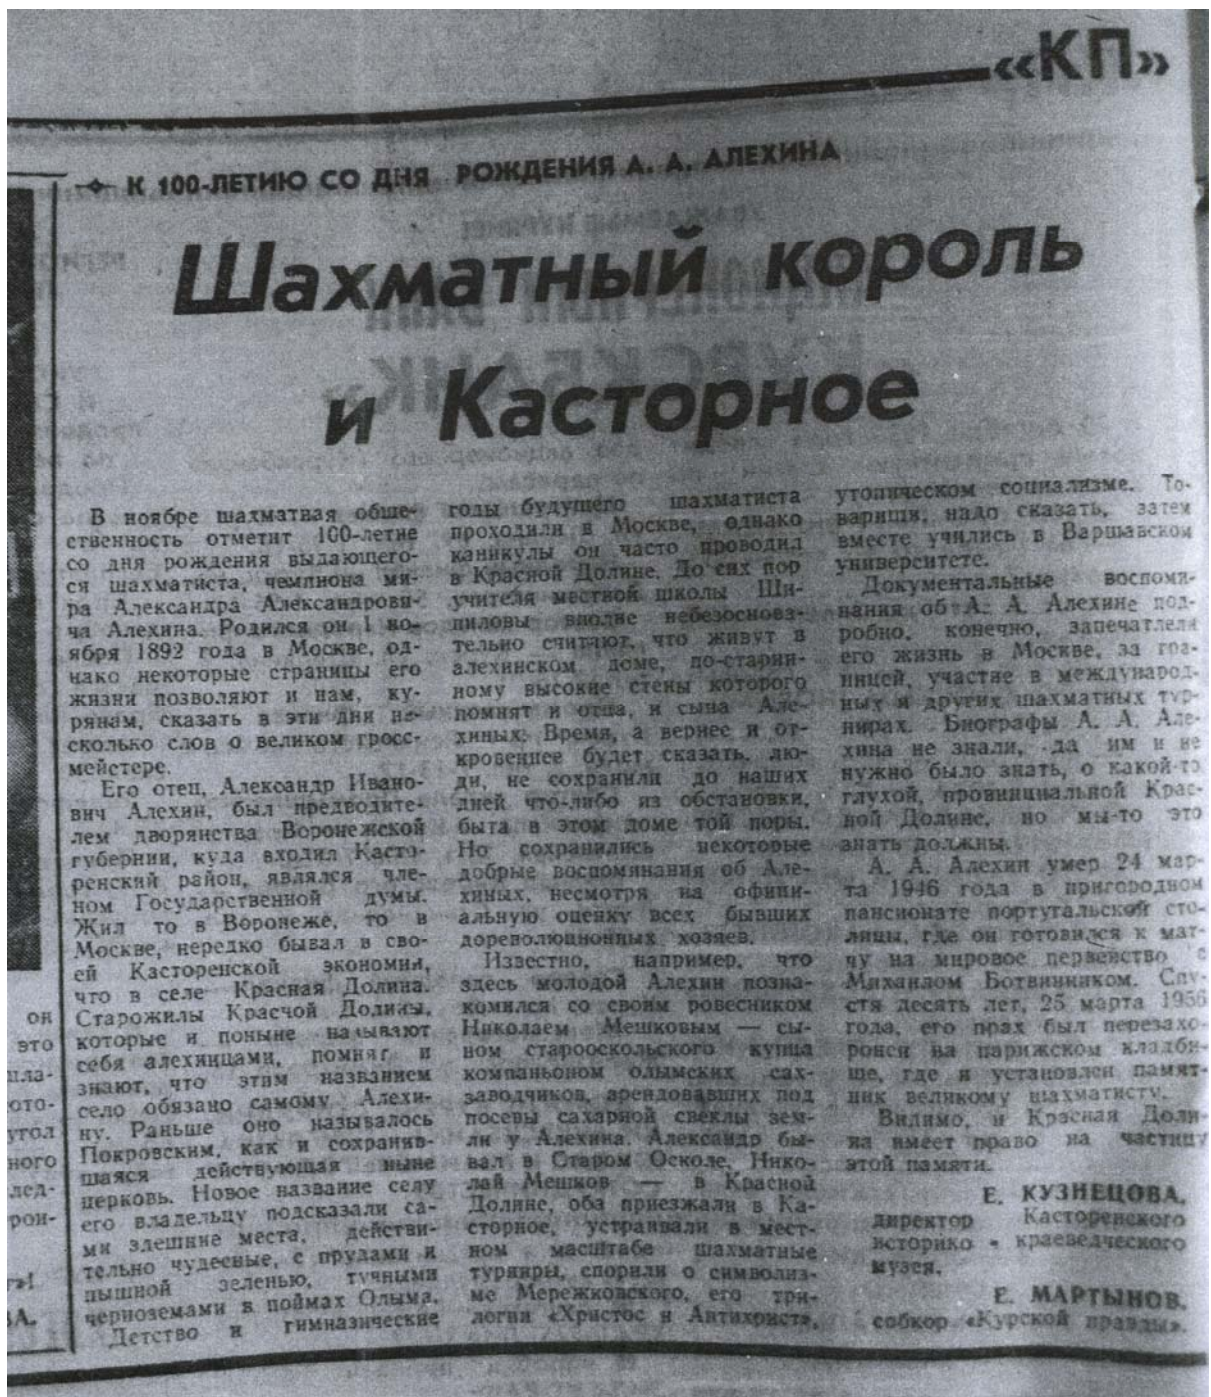 «КП»
К 100-ЛЕТИЮ СО ДНЯ РОЖДЕНИЯ А. А. АЛЕХИНА
Шахматный король
и Касторное
В ноябре шахматвая обще-
ственность отметит 100-летие
со дня рождения выдающего-
ся шахматиста, чемпиона ми-
ра Александра Александрови-
ча Алехина. Родился он 1 но-
ября 1892 года в Москве, од-
нако некоторые страницы его
жизни позволяют и нам, ку-
рянам, сказать в эти дни не-
сколько слов о великом гросс-
мейстере.
Его отец, Александр Ивано-
вич Алехин, был предводите-
лем дворянства Воронежской
губернии, куда входил Касто-
ренский район, являлся чле-
ном Государственной думы.
Жил то в Воронеже, то в
Москве, нередко бывал в сво-
ей Касторенской экономии,
что в селе Красная Долина.
Старожилы Красчой Долины,
которые и поныне называют
себя алехинцами, помнят и
знают, что этим названием
село обязано самому Алехи-
ну. Раньше оно называлось
Покровским, как и сохранив-
шаяся действующая ныне
церковь. Новое название селу
его владельцу подсказали са-
ми здешние места, действи-
тельно чудесные, с прудами и
пышной зеленью, тучными
черноземами в поймах Олыма.
Детство и гимназические
годы будущего шахматиста
проходили в Москве, однако
каникулы он часто проводил
в Красной Долине. До сих пор
учителя местной школы Ши-
пиловы вполне небезоснова-
тельно считают, что живут в
алехинском доме, по-старин-
ному высокие стены которого
помнят и отца, и сына Але-
хиных. Время, а вернее и от-
кровеннее будет сказать, лю-
ди, не сохранили до наших
дней что-либо из обстановки,
быта в этом доме той поры.
Но сохранились некоторые
добрые воспоминания об Але-
хиных, несмотря на офици-
альную оценку всех бывших
дореволюционных хозяев.
Известно, например, что
здесь молодой Алехин позна-
комился со своим ровесником
Николаем Мешковым — сы-
ном старооскольского купца
компаньоном олымских сах-
заводчиков, арендовавших под
посевы сахарной свеклы зем-
ли у Алехина. Александр бы-
вал в Старом Осколе, Нико-
лай Мешков — в Красной
Долине, оба приезжали в Ка-
сторное, устраивали в мест-
ном масштабе шахматные
турниры, спорили о символиз-
ме Мережковского, его три-
логии «Христос и Антихрист»,
утопическом социализме. То-
варищи, надо сказать, затем
вместе учились в Варшавском
университете.
Документальные воспоми-
нания об А. А. Алехине под-
робно, конечно, запечатлели
его жизнь в Москве, за гра-
ницей, участие в международ-
ных и других шахматных тур-
нирах. Биографы А. А. Але-
хина не знали, да им и не
нужно было знать, о какой-то
глухой, провинциальной Крас-
ной Долине, но мы-то это
знать должны.
А. А. Алехин умер 24 мар-
та 1946 года в пригородном
пансионате португальской сто-
лицы, где он готовился к мат-
чу на мировое первенство с
Михаилом Ботвинником. Спу-
стя десять лет, 25 марта 1956
года, его прах был перезахо-
ронен на парижском кладби-
ще, где и установлен памят-
ник великому шахматисту.
Видимо, и Красная Доли-
на имеет право на частицу
этой памяти.
Е. КУЗНЕЦОВА,
директор Касторенского
историко - краеведческого
музея.
Е. МАРТЫНОВ,
собкор «Курской правды».
он
это
ото-
угол
ного
лед-